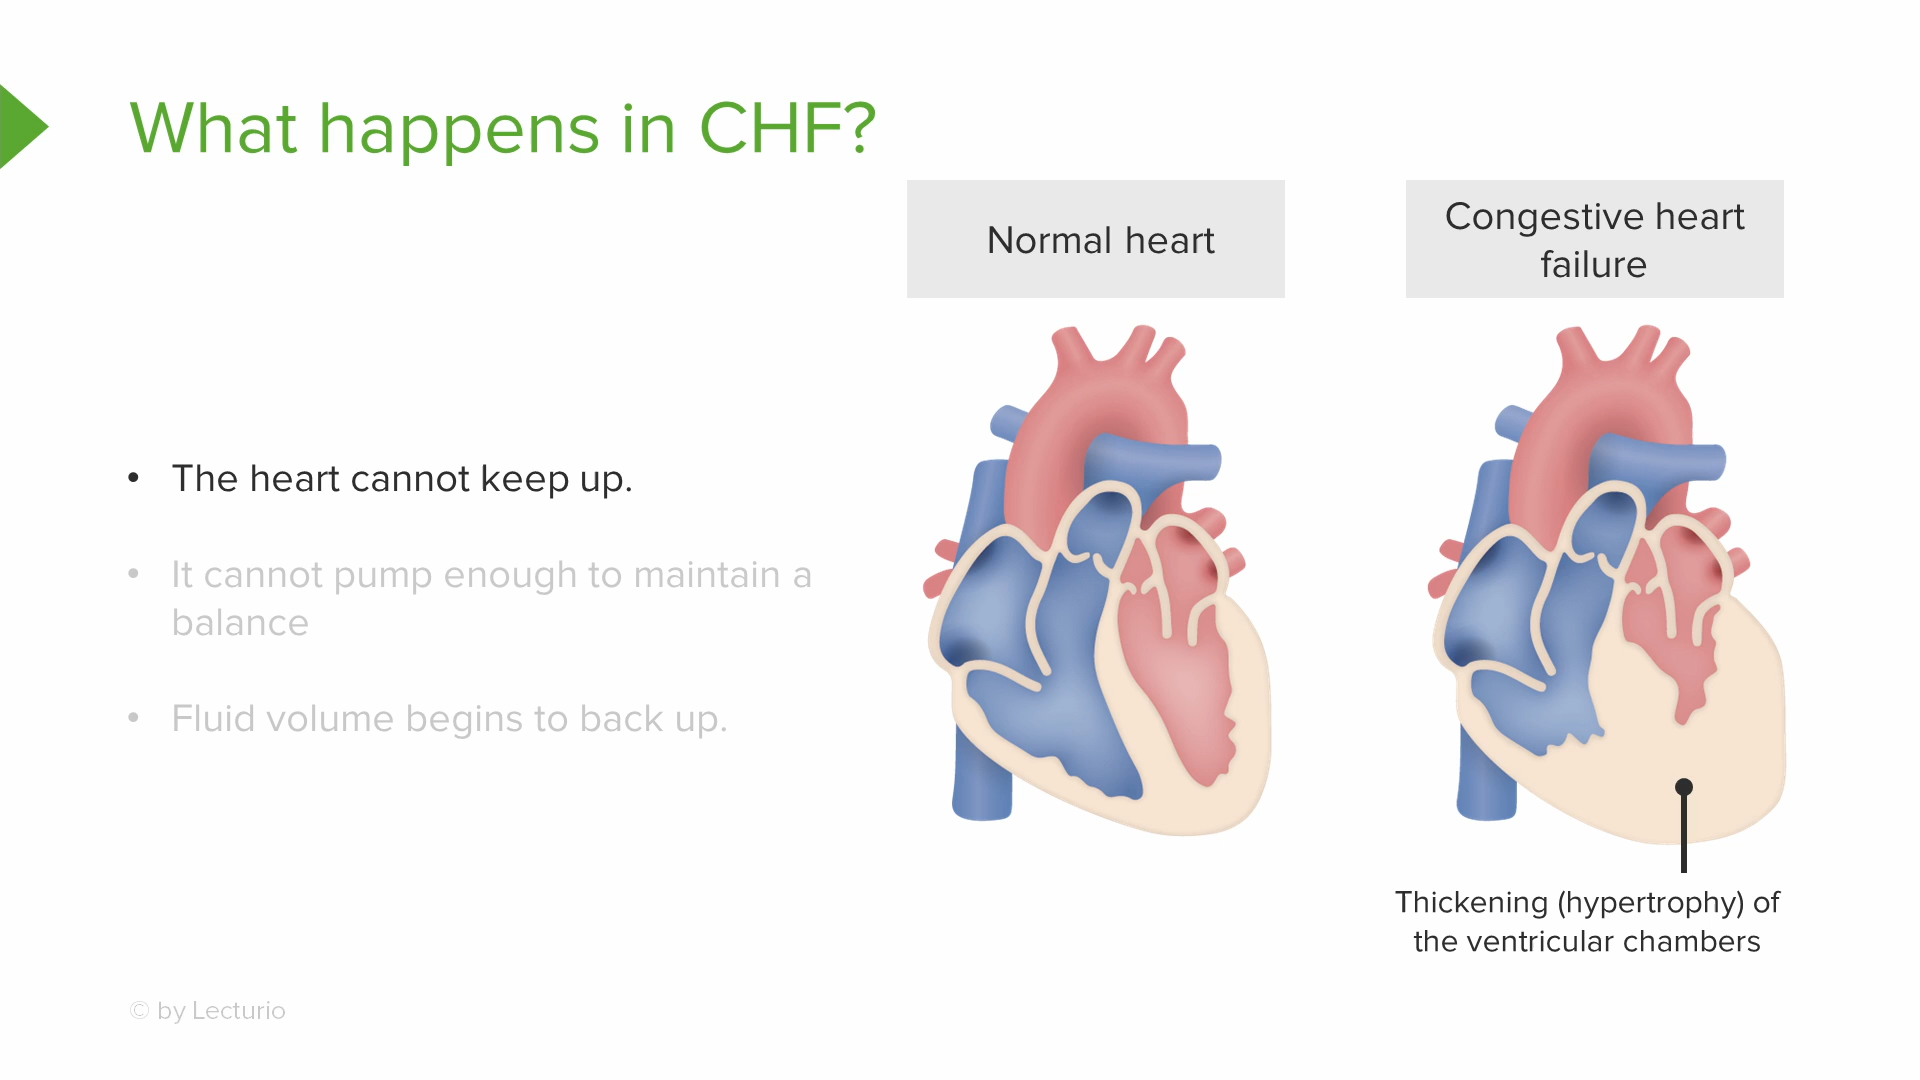 What happens in CHF?
Normal heart
Congestive heart
failure
• The heart cannot keep up.
• It cannot pump enough to maintain a
balance
• Fluid volume begins to back up.
Thickening (hypertrophy) of
the ventricular chambers
© by Lecturio